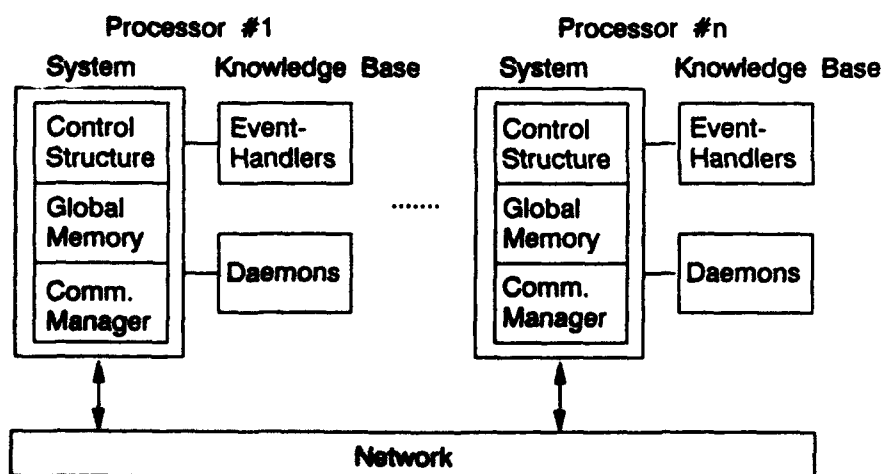 Processor #1
System
Knowledge Base
Control
Structure
Global
Memory
Comm.
Manager
Event-
Handlers
Daemons
.......
Processor #n
System
Knowledge Base
Control
Structure
Global
Memory
Comm.
Manager
Event-
Handlers
Daemons
Network